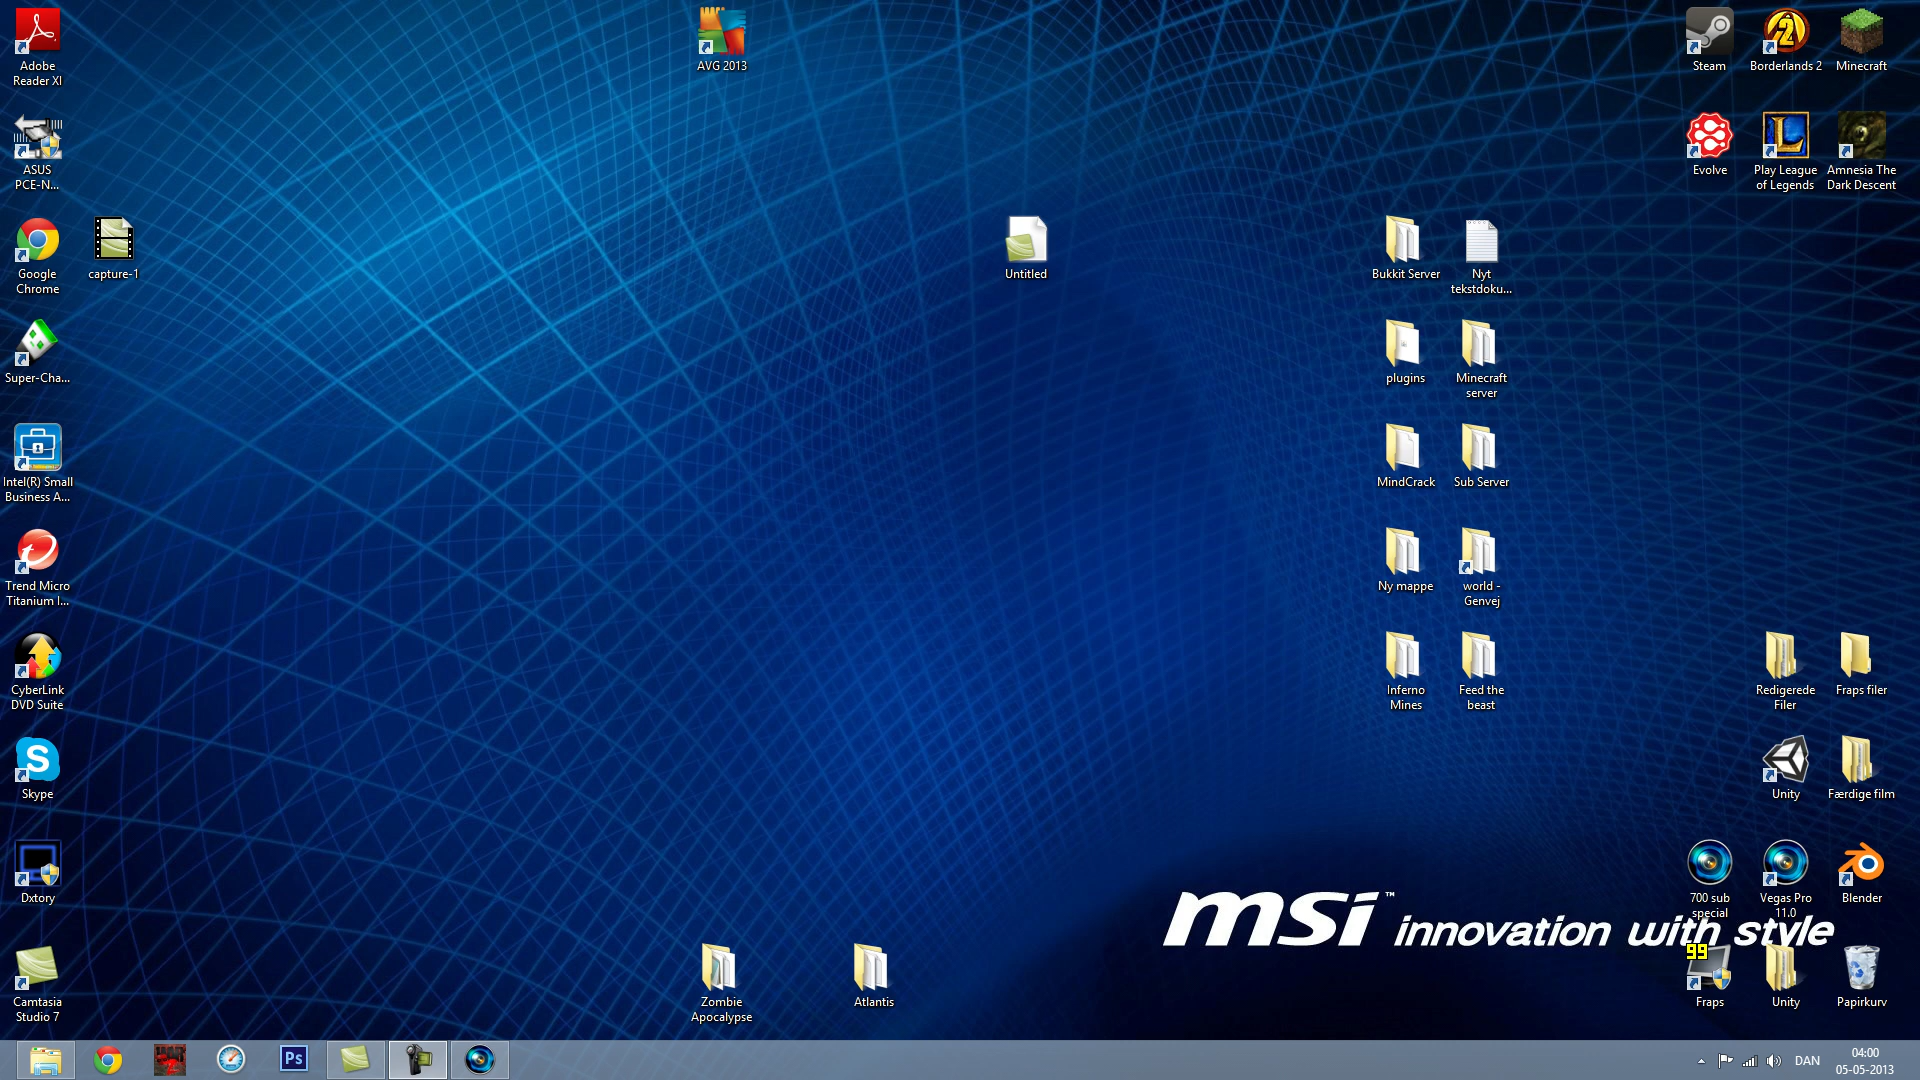 Adobe
Reader XI
AVG 2013
Steam
Borderlands 2
Minecraft
ASUS
PCE-N...
Evolve
Play League
of Legends
Amnesia The
Dark Descent
Google
Chrome
capture-1
Untitled
Bukkit Server
Nyt
tekstdoku...
Super-Cha...
plugins
Minecraft
server
Intel(R) Small
Business A...
MindCrack
Sub Server
Trend Micro
Titanium I...
Ny mappe
world -
Genvej
CyberLink
DVD Suite
Inferno
Mines
Feed the
beast
Redigerede
Filer
Fraps filer
Skype
Unity
Færdige film
Dxtory
700 sub
special
Vegas Pro
11.0
Blender
msi™ innovation with style
99
Camtasia
Studio 7
Zombie
Apocalypse
Atlantis
Fraps
Unity
Papirkurv
Ps
DAN
04:00
05-05-2013